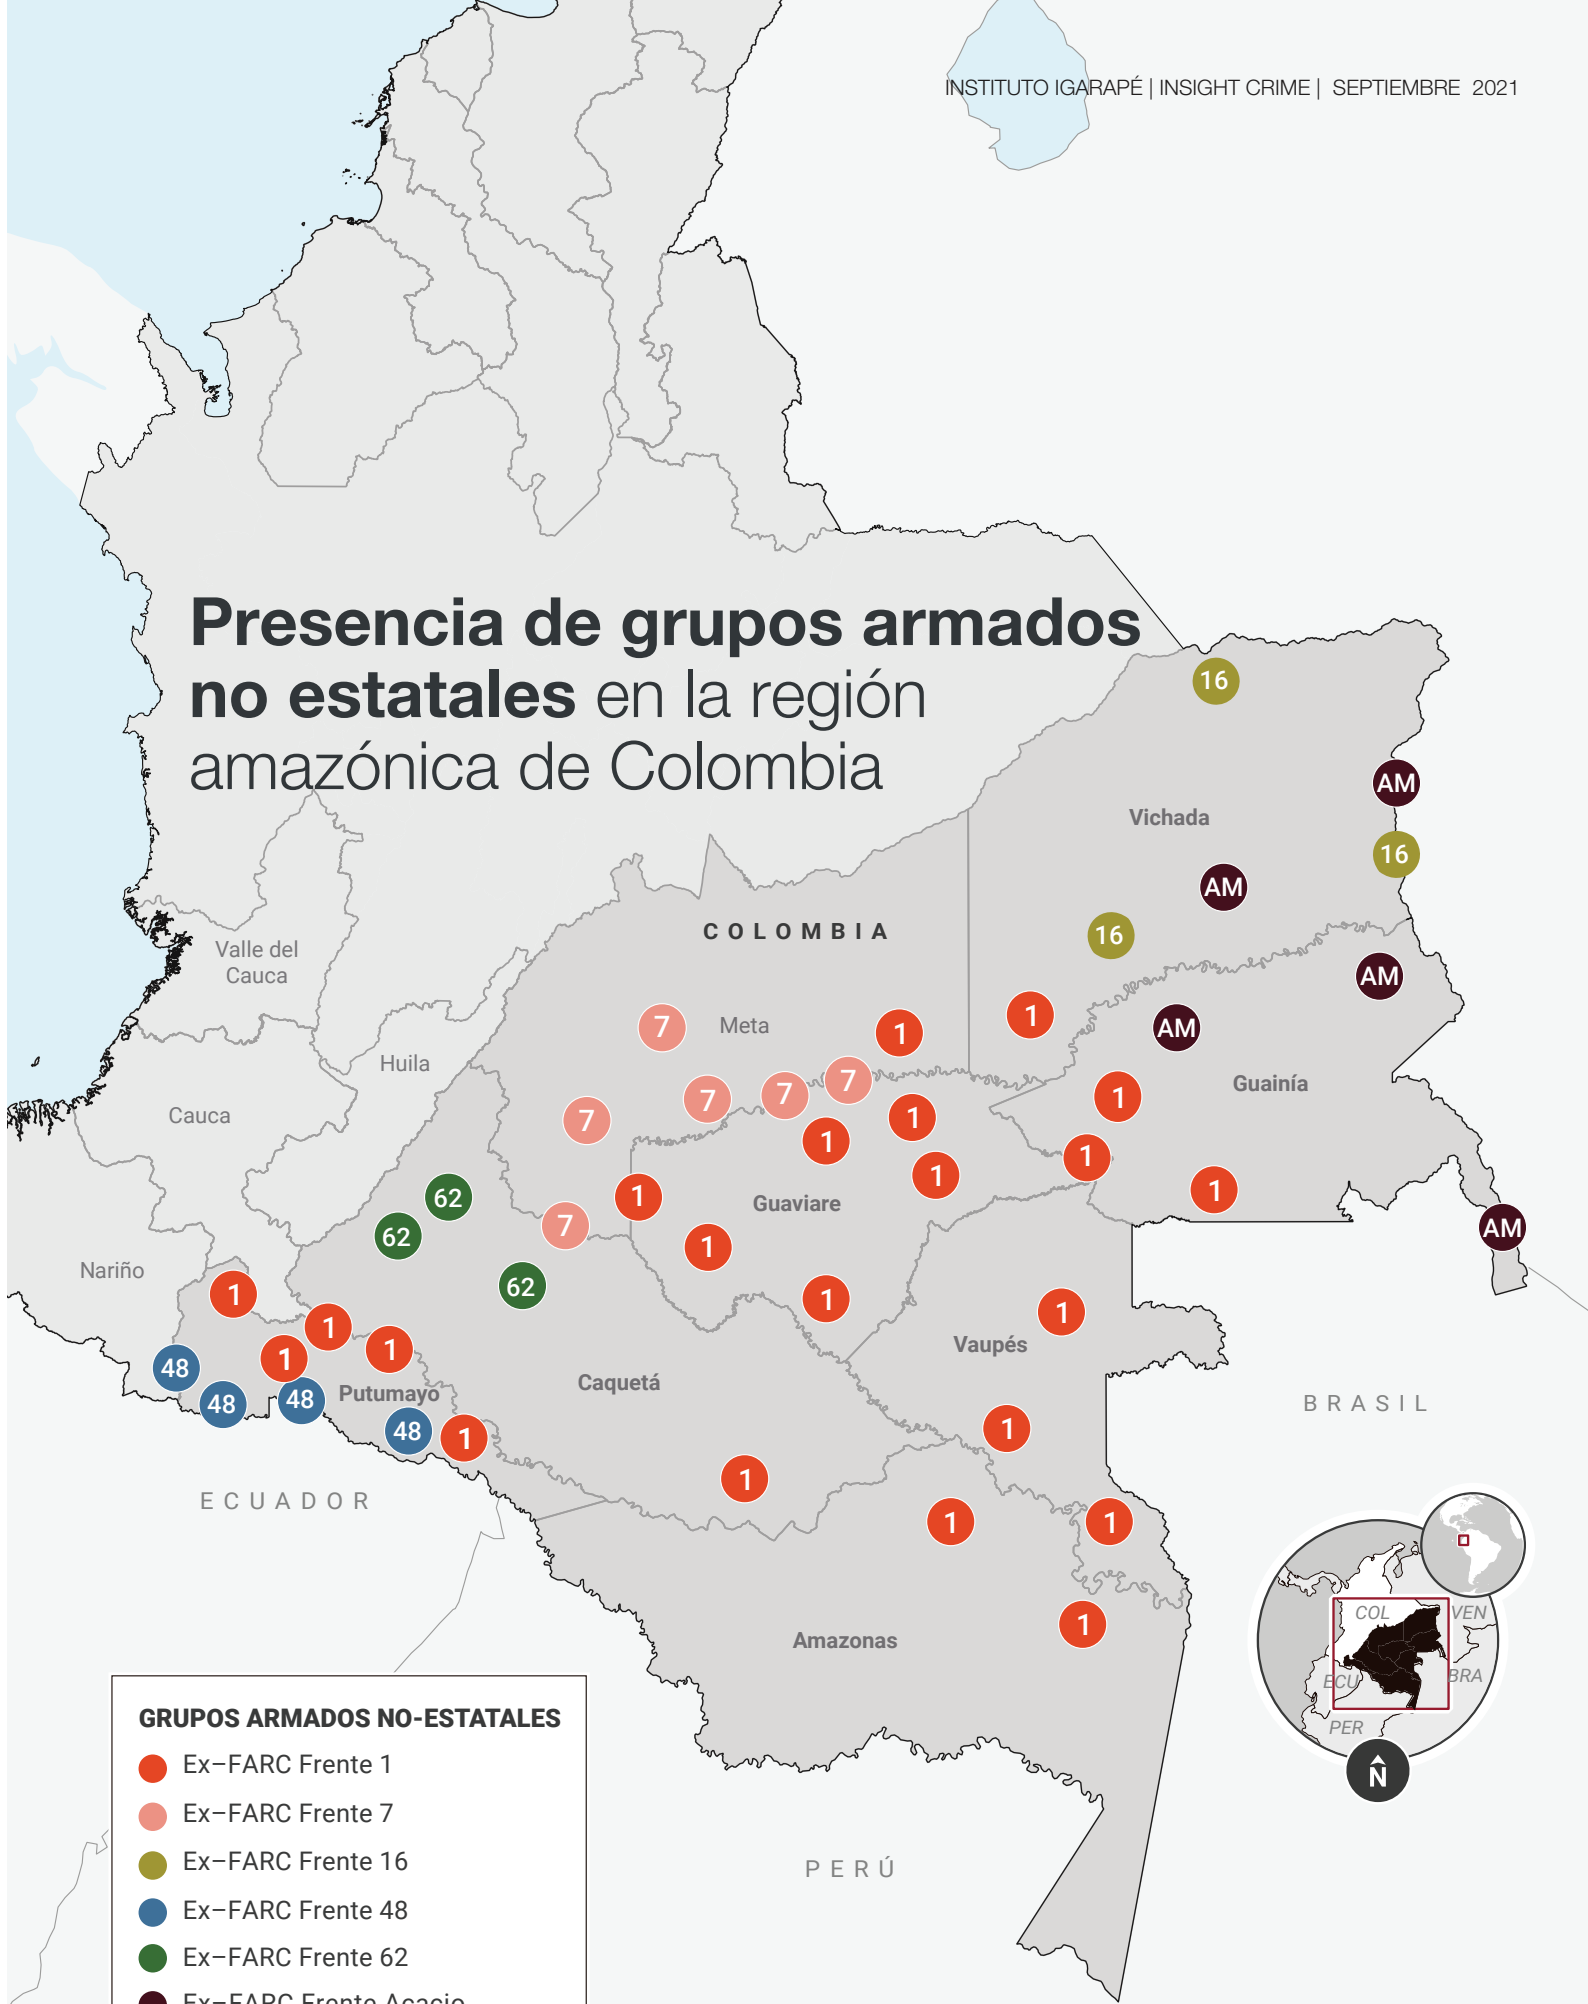 INSTITUTO IGARAPÉ | INSIGHT CRIME | SEPTIEMBRE 2021
Presencia de grupos armados
no estatales en la región
amazónica de Colombia
16
AM
Vichada
16
AM
COLOMBIA
16
Valle del
Cauca
AM
7
Meta
1
1
AM
Huila
7
7
7
Guainía
1
Cauca
7
1
1
1
1
62
1
Guaviare
1
62
7
AM
1
Nariño
62
1
1
1
1
Vaupés
1
1
48
Caquetá
Putumayo
48
48
BRASIL
48
1
1
1
ECUADOR
1
1
COL
VEN
1
Amazonas
ECU
BRA
PER
N
GRUPOS ARMADOS NO-ESTATALES
Ex–FARC Frente 1
Ex–FARC Frente 7
Ex–FARC Frente 16
PERÚ
Ex–FARC Frente 48
Ex–FARC Frente 62
Ex–FARC Frente Acacio